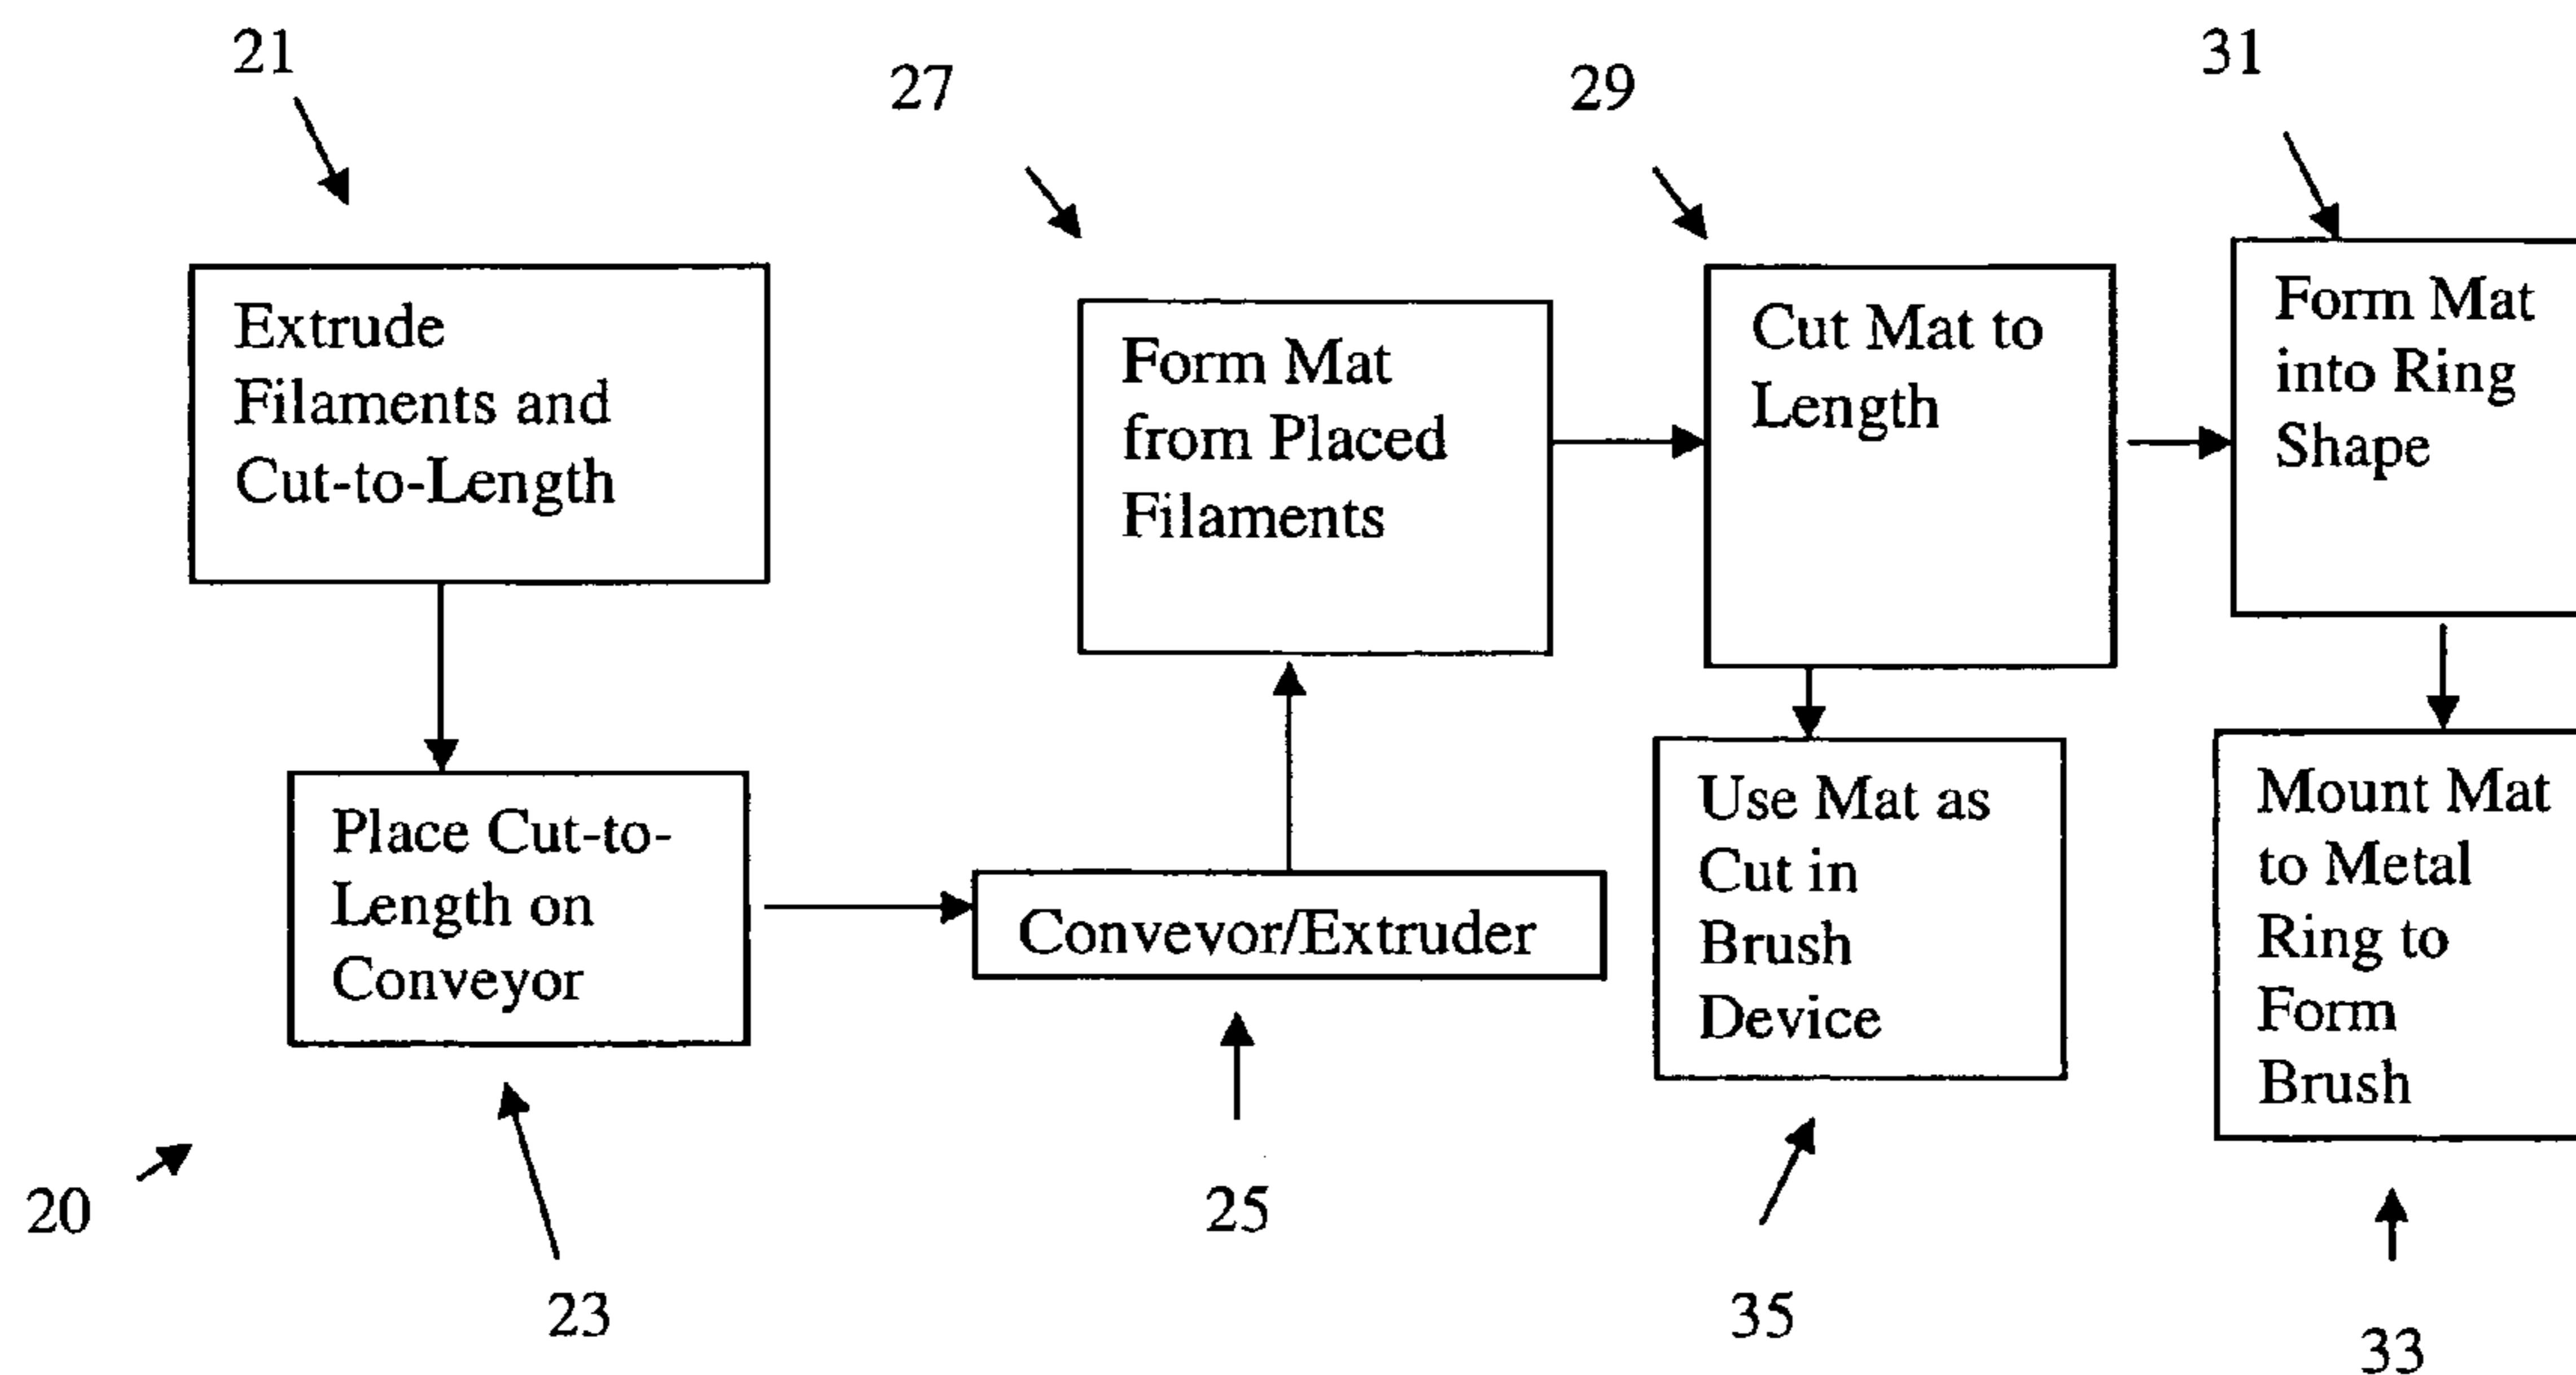 21
27
29
31
Extrude
Filaments and
Cut-to-Length
Form Mat
from Placed
Filaments
Cut Mat to
Length
Form Mat
into Ring
Shape
Place Cut-to-
Length on
Conveyor
Convevor/Extruder
Use Mat as
Cut in
Brush
Device
Mount Mat
to Metal
Ring to
Form
Brush
20
23
25
35
33